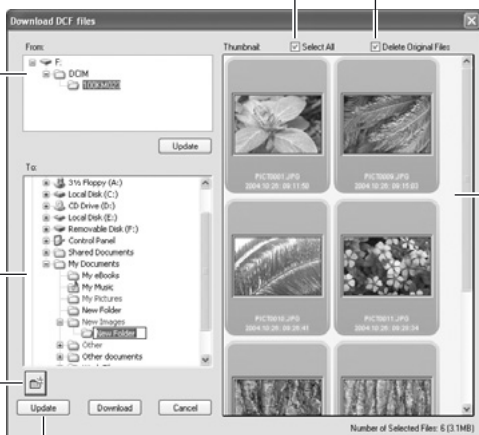 Download DCF files
From:
F:
DCIM
Update
To:
3½ Floppy (A:)
Local Disk (C:)
CD Drive (D:)
Local Disk (E:)
Removable Disk (F:)
Control Panel
Shared Documents
My Documents
My eBooks
My Music
My Pictures
New Folder
New Images
New Folder
Other
Other documents
Update
Download
Cancel
Thumbnail:
Select All
Delete Original Files
PICT0001.JPG
2004:10:26: 09:11:50
PICT0009.JPG
2004:10:26: 09:15:03
PICT0010.JPG
2004:10:26: 09:26:41
PICT0011.JPG
2004:10:26: 09:29:34
Number of Selected Files: 6 (3.1MB)